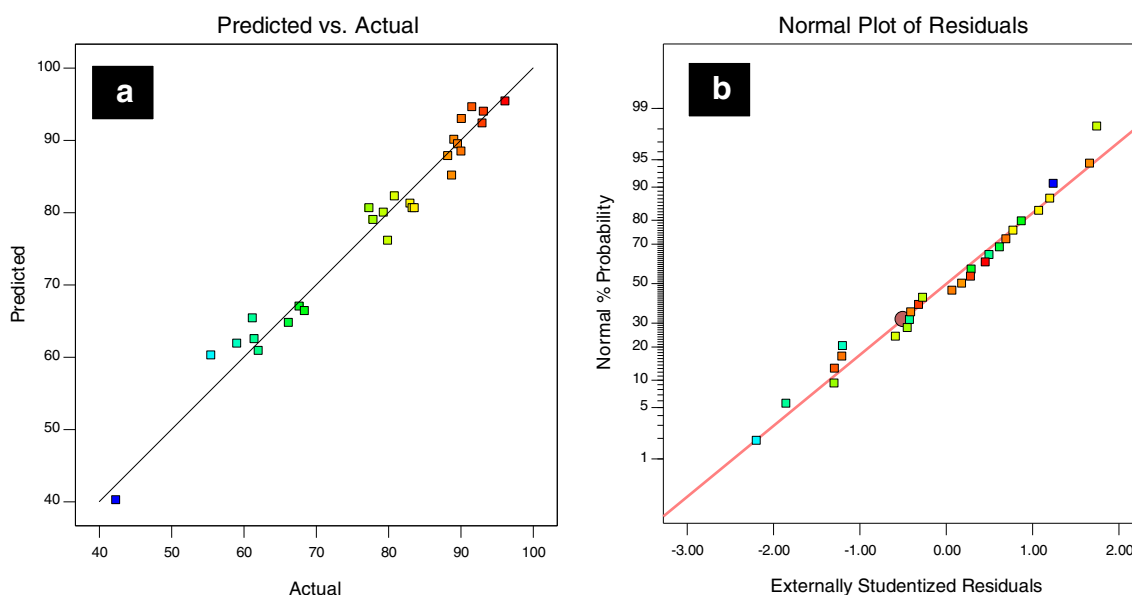 Predicted vs. Actual
a
Predicted
100
90
80
70
60
50
40
40 50 60 70 80 90 100
Actual
Normal Plot of Residuals
b
Normal % Probability
99
95
90
80
70
50
30
20
10
5
1
-3.00 -2.00 -1.00 0.00 1.00 2.00
Externally Studentized Residuals